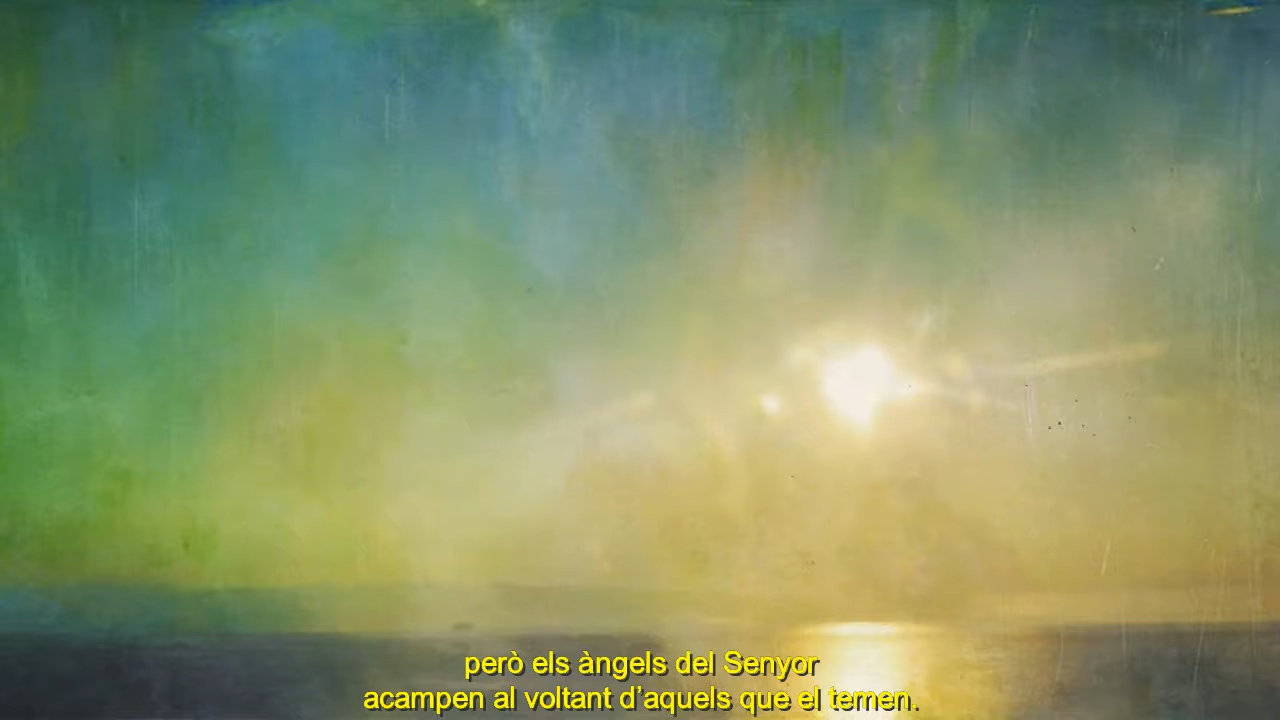 però els àngels del Senyor
acampen al voltant d’aquels que el temen.